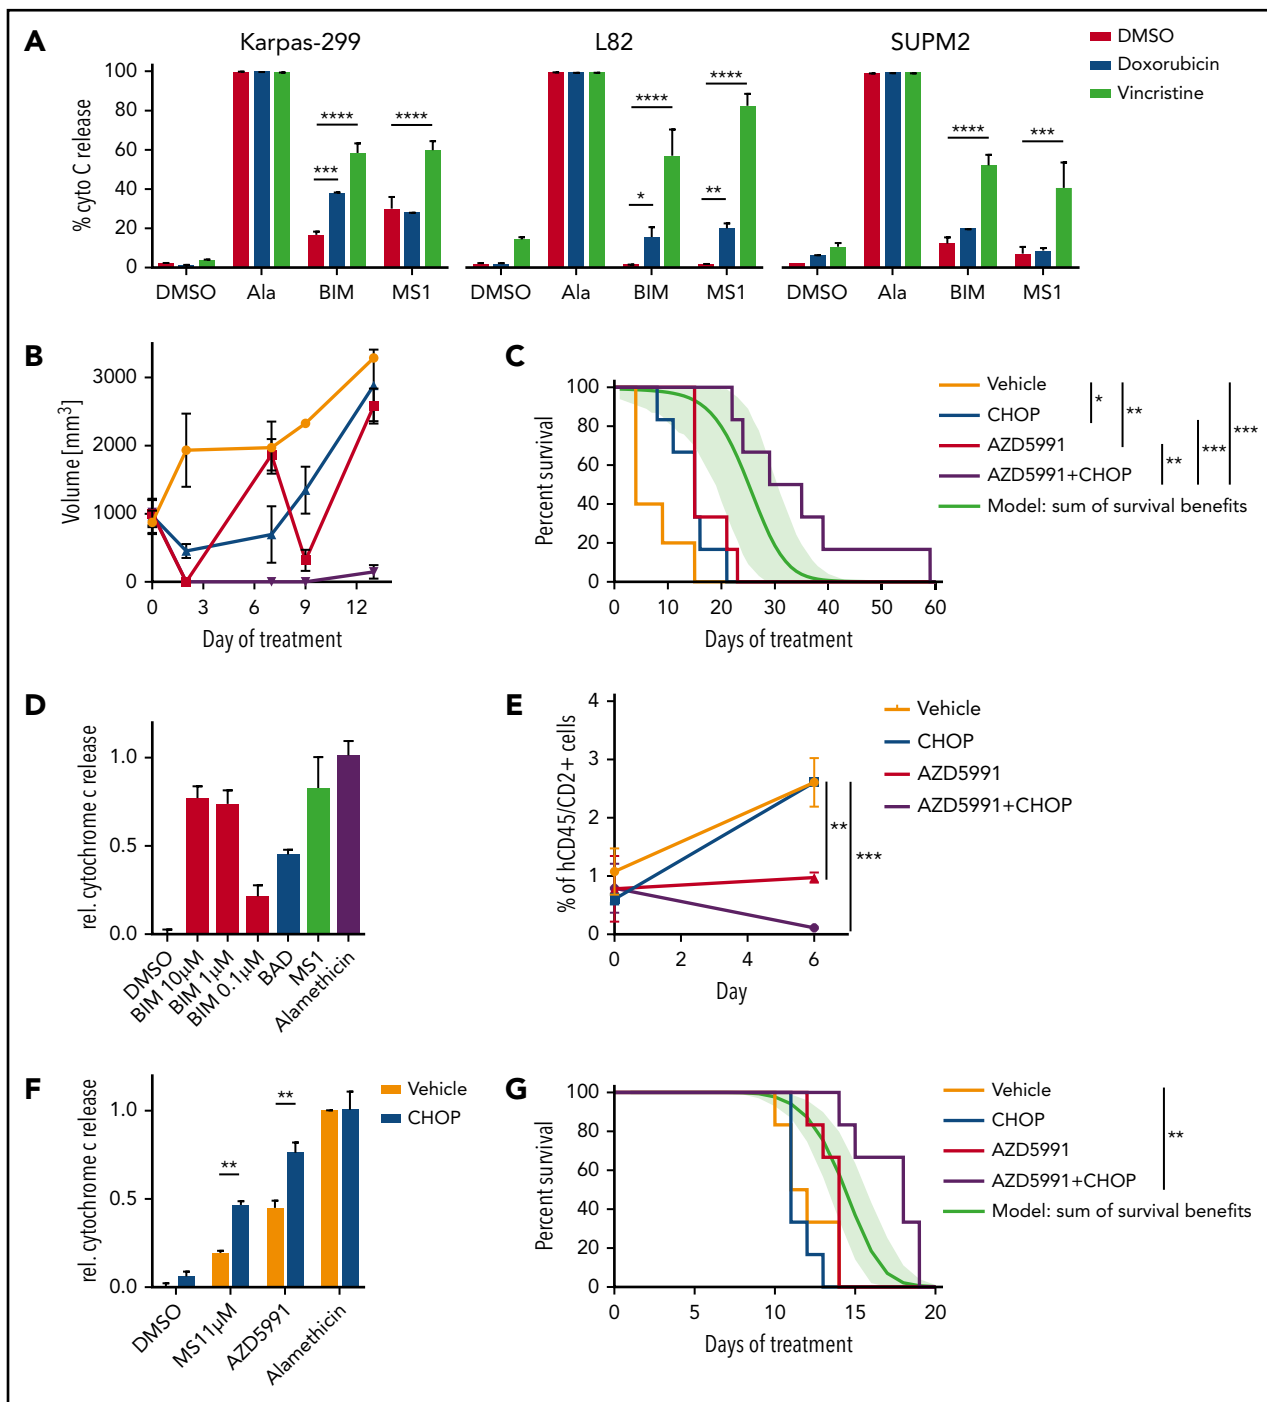 A
Karpas-299
L82
SUPM2
DMSO
Doxorubicin
Vincristine
% cyto C release
100
80
60
40
20
0
***
****
****
*
****
**
****
****
***
DMSO
Ala
BIM
MS1
DMSO
Ala
BIM
MS1
DMSO
Ala
BIM
MS1
B
Volume [mm³]
3000
2000
1000
0
0
3
6
9
12
Day of treatment
C
Percent survival
100
80
60
40
20
0
0
10
20
30
40
50
60
Days of treatment
Vehicle
CHOP
AZD5991
AZD5991+CHOP
Model: sum of survival benefits
*
**
**
***
***
D
rel. cytochrome c release
1.0
0.5
0.0
DMSO
BIM 10µM
BIM 1µM
BIM 0.1µM
BAD
MS1
Alamethicin
E
% of hCD45/CD2+ cells
4
3
2
1
0
0
2
4
6
Day
Vehicle
CHOP
AZD5991
AZD5991+CHOP
**
***
F
rel. cytochrome c release
1.0
0.5
0.0
**
**
DMSO
MS11µM
AZD5991
Alamethicin
Vehicle
CHOP
G
Percent survival
100
80
60
40
20
0
0
5
10
15
20
Days of treatment
Vehicle
CHOP
AZD5991
AZD5991+CHOP
Model: sum of survival benefits
**